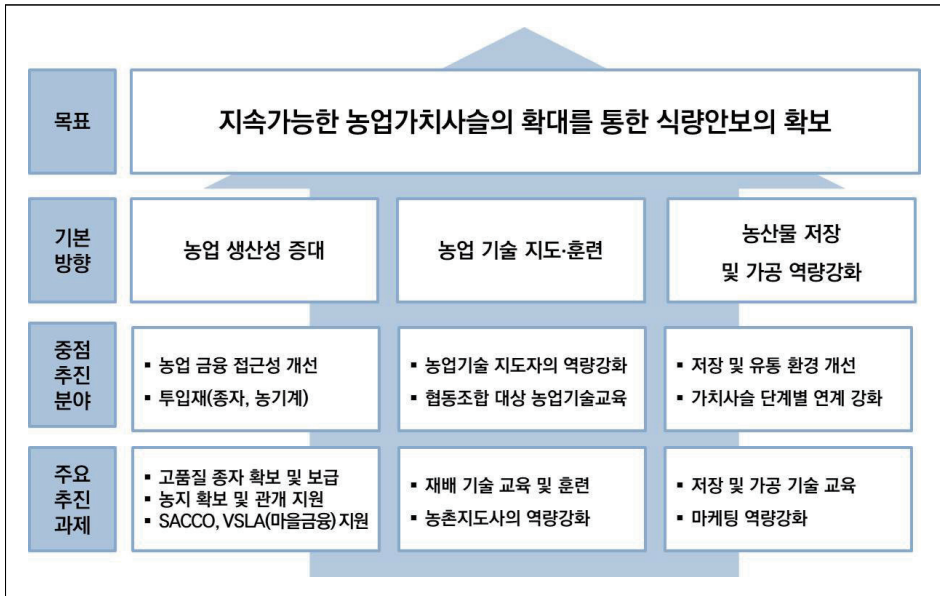 목표
지속가능한 농업가치사슬의 확대를 통한 식량안보의 확보
기본
방향
농업 생산성 증대
농업 기술 지도·훈련
농산물 저장
및 가공 역량강화
중점
추진
분야
▪ 농업 금융 접근성 개선
▪ 투입재(종자, 농기계)
▪ 농업기술 지도자의 역량강화
▪ 협동조합 대상 농업기술교육
▪ 저장 및 유통 환경 개선
▪ 가치사슬 단계별 연계 강화
주요
추진
과제
▪ 고품질 종자 확보 및 보급
▪ 농지 확보 및 관개 지원
▪ SACCO, VSLA(마을금융) 지원
▪ 재배 기술 교육 및 훈련
▪ 농촌지도사의 역량강화
▪ 저장 및 가공 기술 교육
▪ 마케팅 역량강화